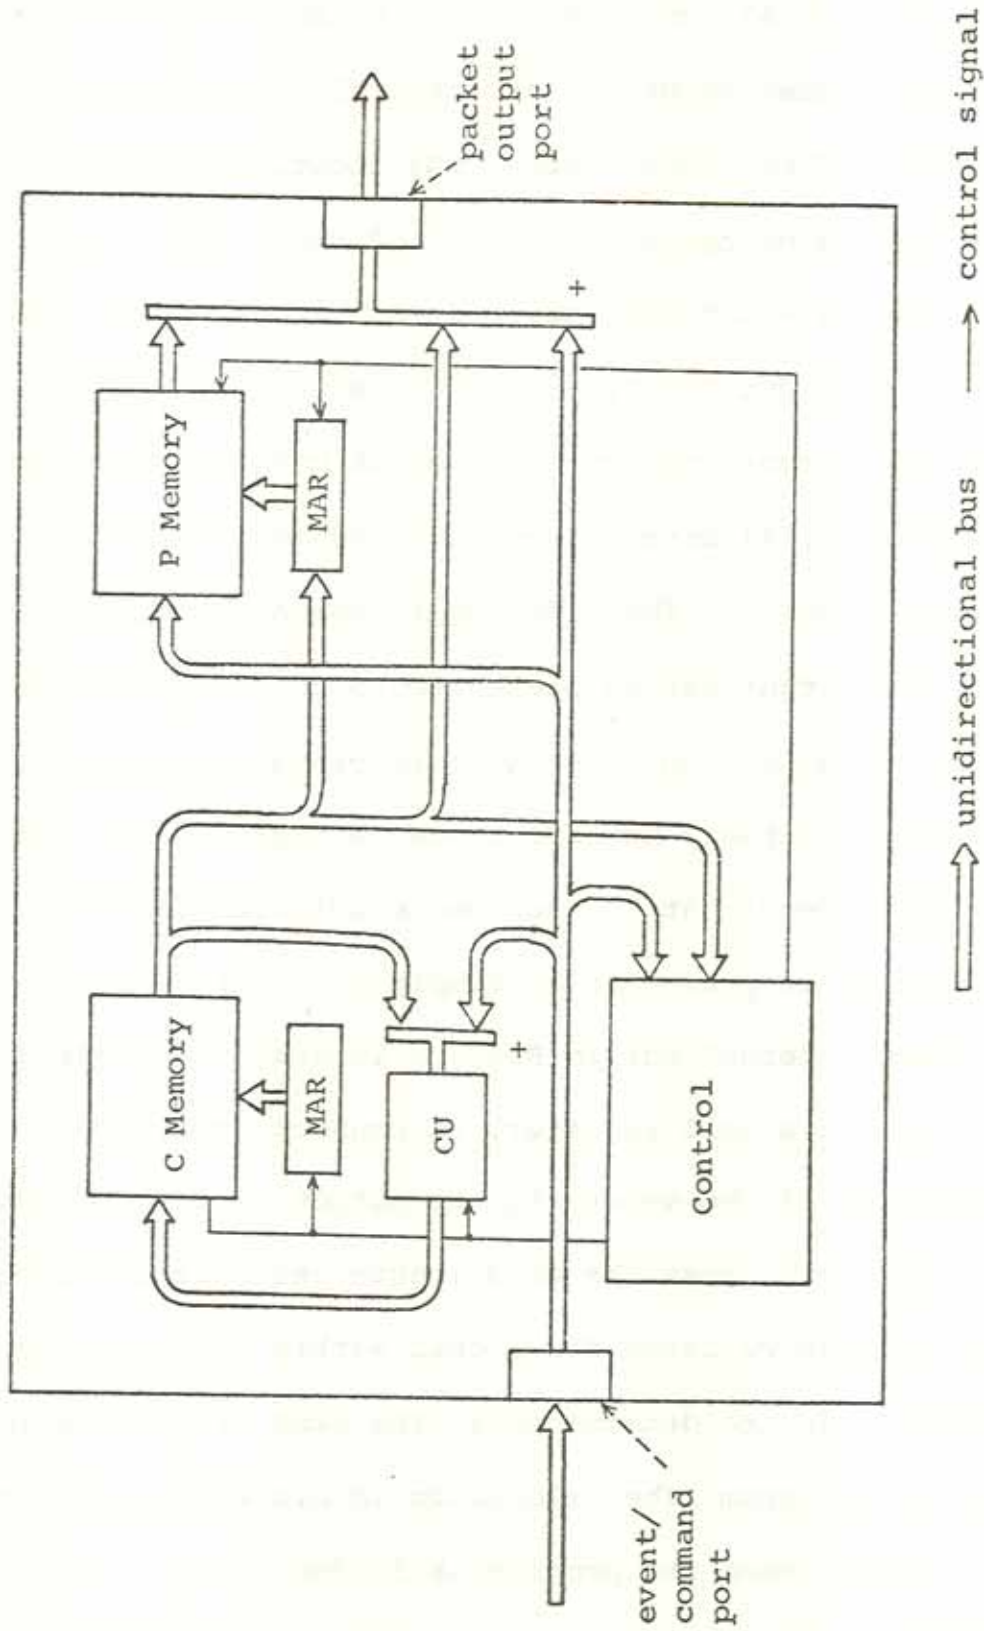 C Memory
MAR
CU
+
Control
P Memory
MAR
+
event/
command
port
packet
output
port
unidirectional bus
control signal